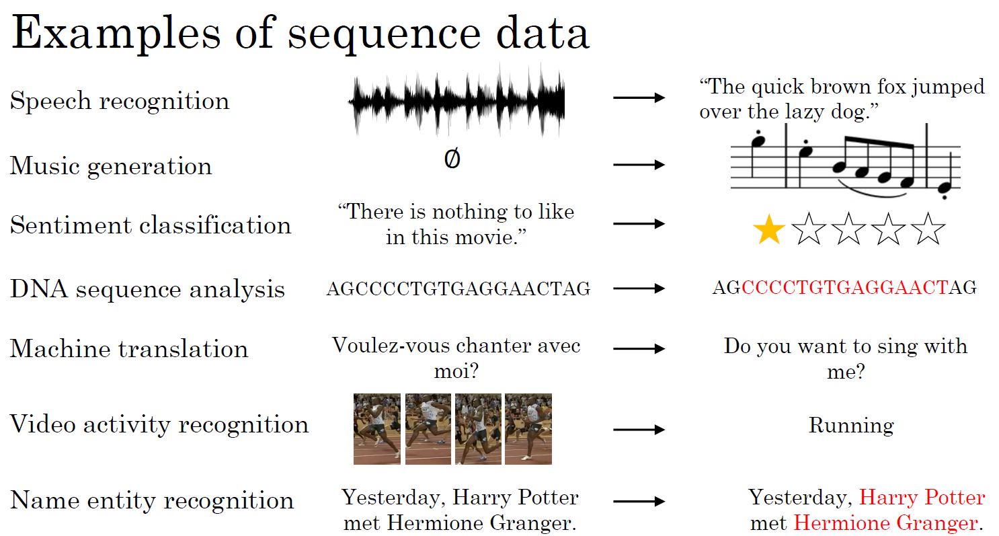 Examples of sequence data
Speech recognition
“The quick brown fox jumped
over the lazy dog.”
Music generation
∅
Sentiment classification
“There is nothing to like
in this movie.”
DNA sequence analysis
AGCCCCTGTGAGGAACTAG
AGCCCCTGTGAGGAACTAG
Machine translation
Voulez-vous chanter avec
moi?
Do you want to sing with
me?
Video activity recognition
Running
Name entity recognition
Yesterday, Harry Potter
met Hermione Granger.
Yesterday, Harry Potter
met Hermione Granger.